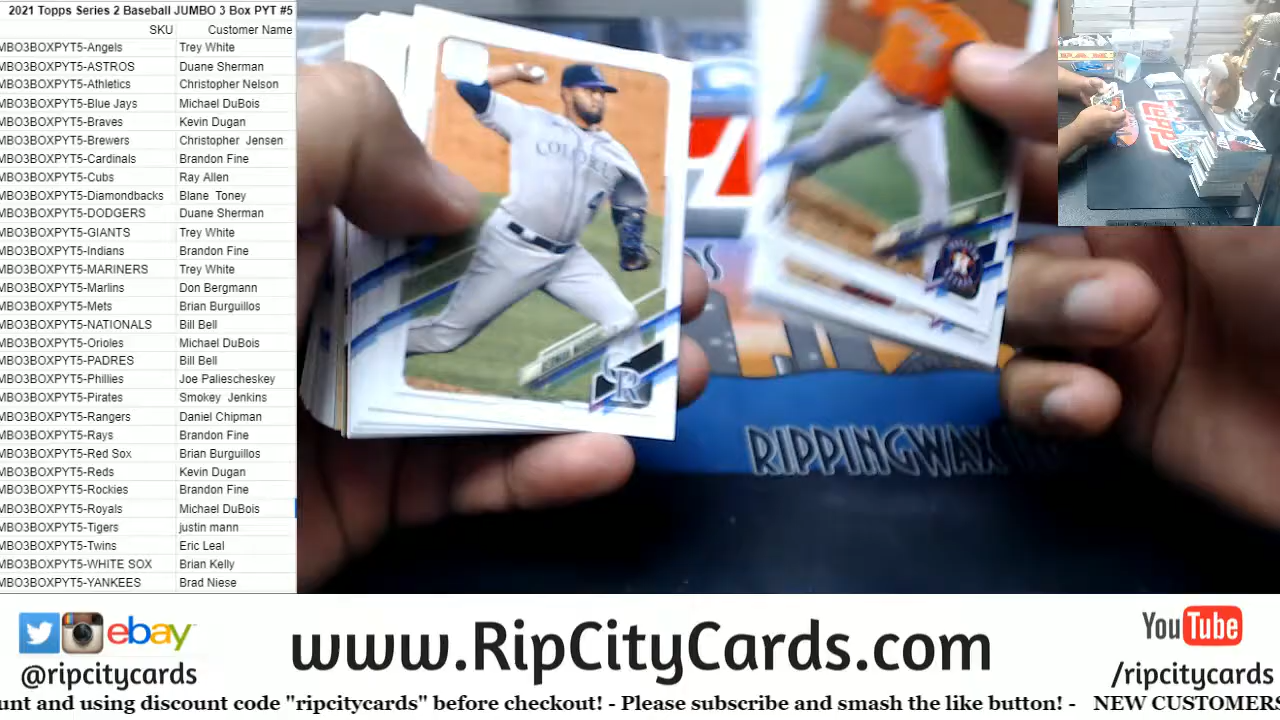 2021 Topps Series 2 Baseball JUMBO 3 Box PYT #5
SKU Customer Name
MBO3BOXPYT5-Angels Trey White
MBO3BOXPYT5-ASTROS Duane Sherman
MBO3BOXPYT5-Athletics Christopher Nelson
MBO3BOXPYT5-Blue Jays Michael DuBois
MBO3BOXPYT5-Braves Kevin Dugan
MBO3BOXPYT5-Brewers Christopher Jensen
MBO3BOXPYT5-Cardinals Brandon Fine
MBO3BOXPYT5-Cubs Ray Allen
MBO3BOXPYT5-Diamondbacks Blane Toney
MBO3BOXPYT5-DODGERS Duane Sherman
MBO3BOXPYT5-GIANTS Trey White
MBO3BOXPYT5-Indians Brandon Fine
MBO3BOXPYT5-MARINERS Trey White
MBO3BOXPYT5-Marlins Don Bergmann
MBO3BOXPYT5-Mets Brian Burguillos
MBO3BOXPYT5-NATIONALS Bill Bell
MBO3BOXPYT5-Orioles Michael DuBois
MBO3BOXPYT5-PADRES Bill Bell
MBO3BOXPYT5-Phillies Joe Paliescheskey
MBO3BOXPYT5-Pirates Smokey Jenkins
MBO3BOXPYT5-Rangers Daniel Chipman
MBO3BOXPYT5-Rays Brandon Fine
MBO3BOXPYT5-Red Sox Brian Burguillos
MBO3BOXPYT5-Reds Kevin Dugan
MBO3BOXPYT5-Rockies Brandon Fine
MBO3BOXPYT5-Royals Michael DuBois
MBO3BOXPYT5-Tigers justin mann
MBO3BOXPYT5-Twins Eric Leal
MBO3BOXPYT5-WHITE SOX Brian Kelly
MBO3BOXPYT5-YANKEES Brad Niese
TOPPS
RIPPINGWAX
ebay
@ripcitycards
www.RipCityCards.com
YouTube
/ripcitycards
unt and using discount code "ripcitycards" before checkout! - Please subscribe and smash the like button! - NEW CUSTOMERS